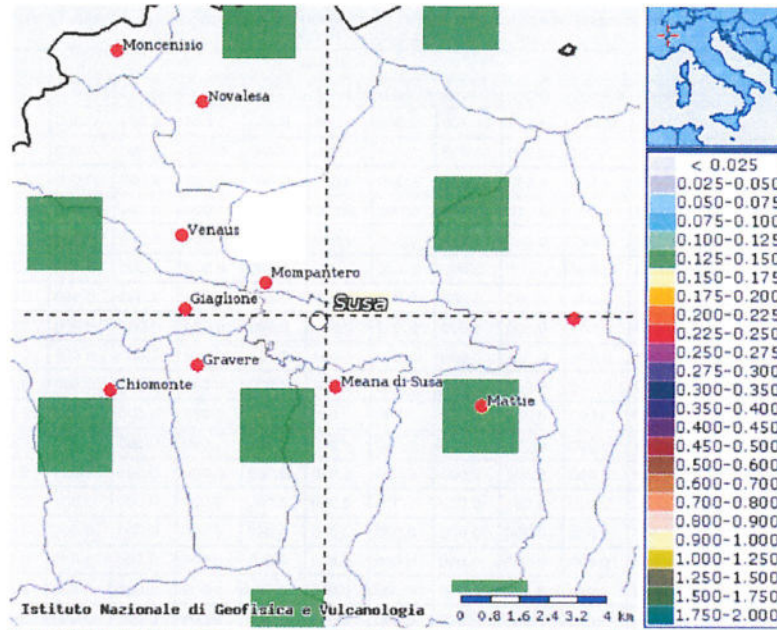 Moncenisio
Novalesa
Venaus
Mompantero
Giaglione
Susa
Gravere
Meana di Susa
Chiomonte
Mattie
Istituto Nazionale di Geofisica e Vulcanologia
0 0.8 1.6 2.4 3.2 4 km
< 0.025
0.025-0.050
0.050-0.075
0.075-0.100
0.100-0.125
0.125-0.150
0.150-0.175
0.175-0.200
0.200-0.225
0.225-0.250
0.250-0.275
0.275-0.300
0.300-0.350
0.350-0.400
0.400-0.450
0.450-0.500
0.500-0.600
0.600-0.700
0.700-0.800
0.800-0.900
0.900-1.000
1.000-1.250
1.250-1.500
1.500-1.750
1.750-2.000